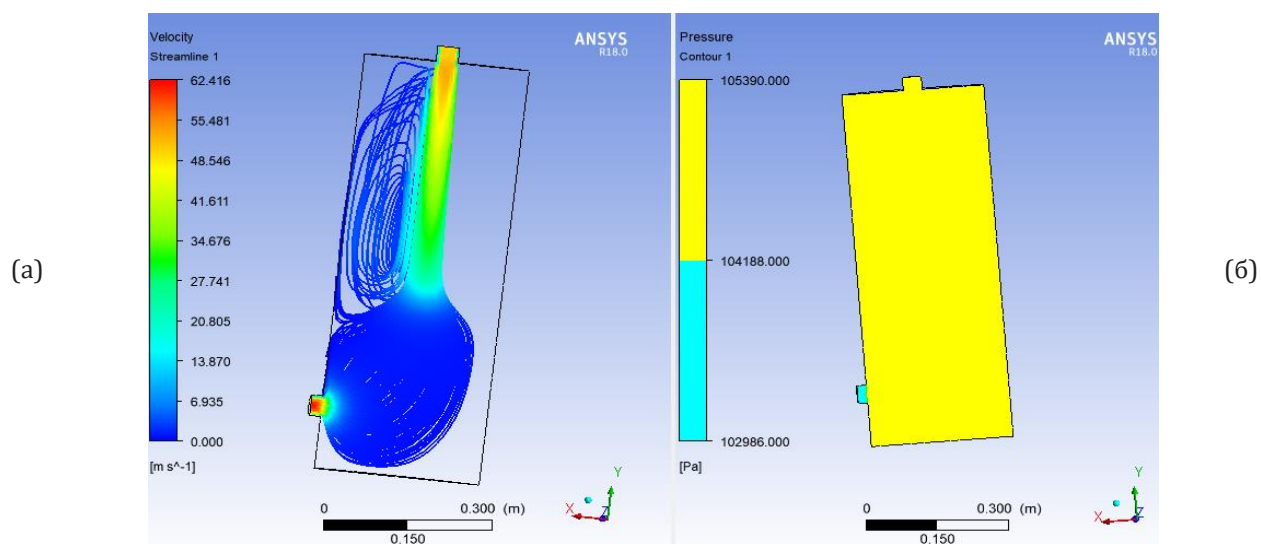 (а)
Velocity
Streamline 1
62.416
55.481
48.546
41.611
34.676
27.741
20.805
13.870
6.935
0.000
[m s^-1]
ANSYS
R18.0
0
0.300
(m)
0.150
Y
X
Z
Pressure
Contour 1
105390.000
104188.000
102986.000
[Pa]
ANSYS
R18.0
0
0.300
(m)
0.150
Y
X
Z
(б)